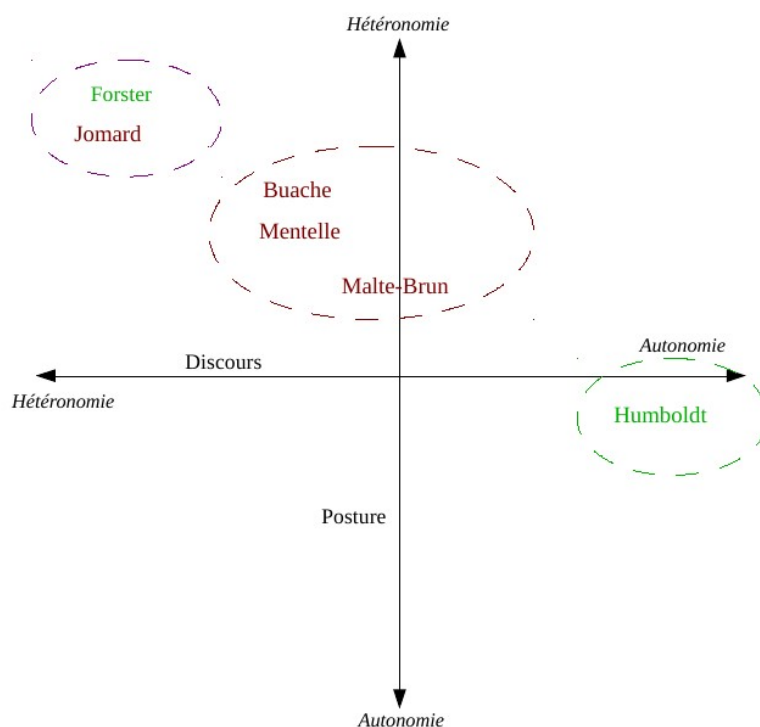 Hétéronomie
Forster
Jomard
Buache
Mentelle
Malte-Brun
Autonomie
Discours
Hétéronomie
Humboldt
Posture
Autonomie